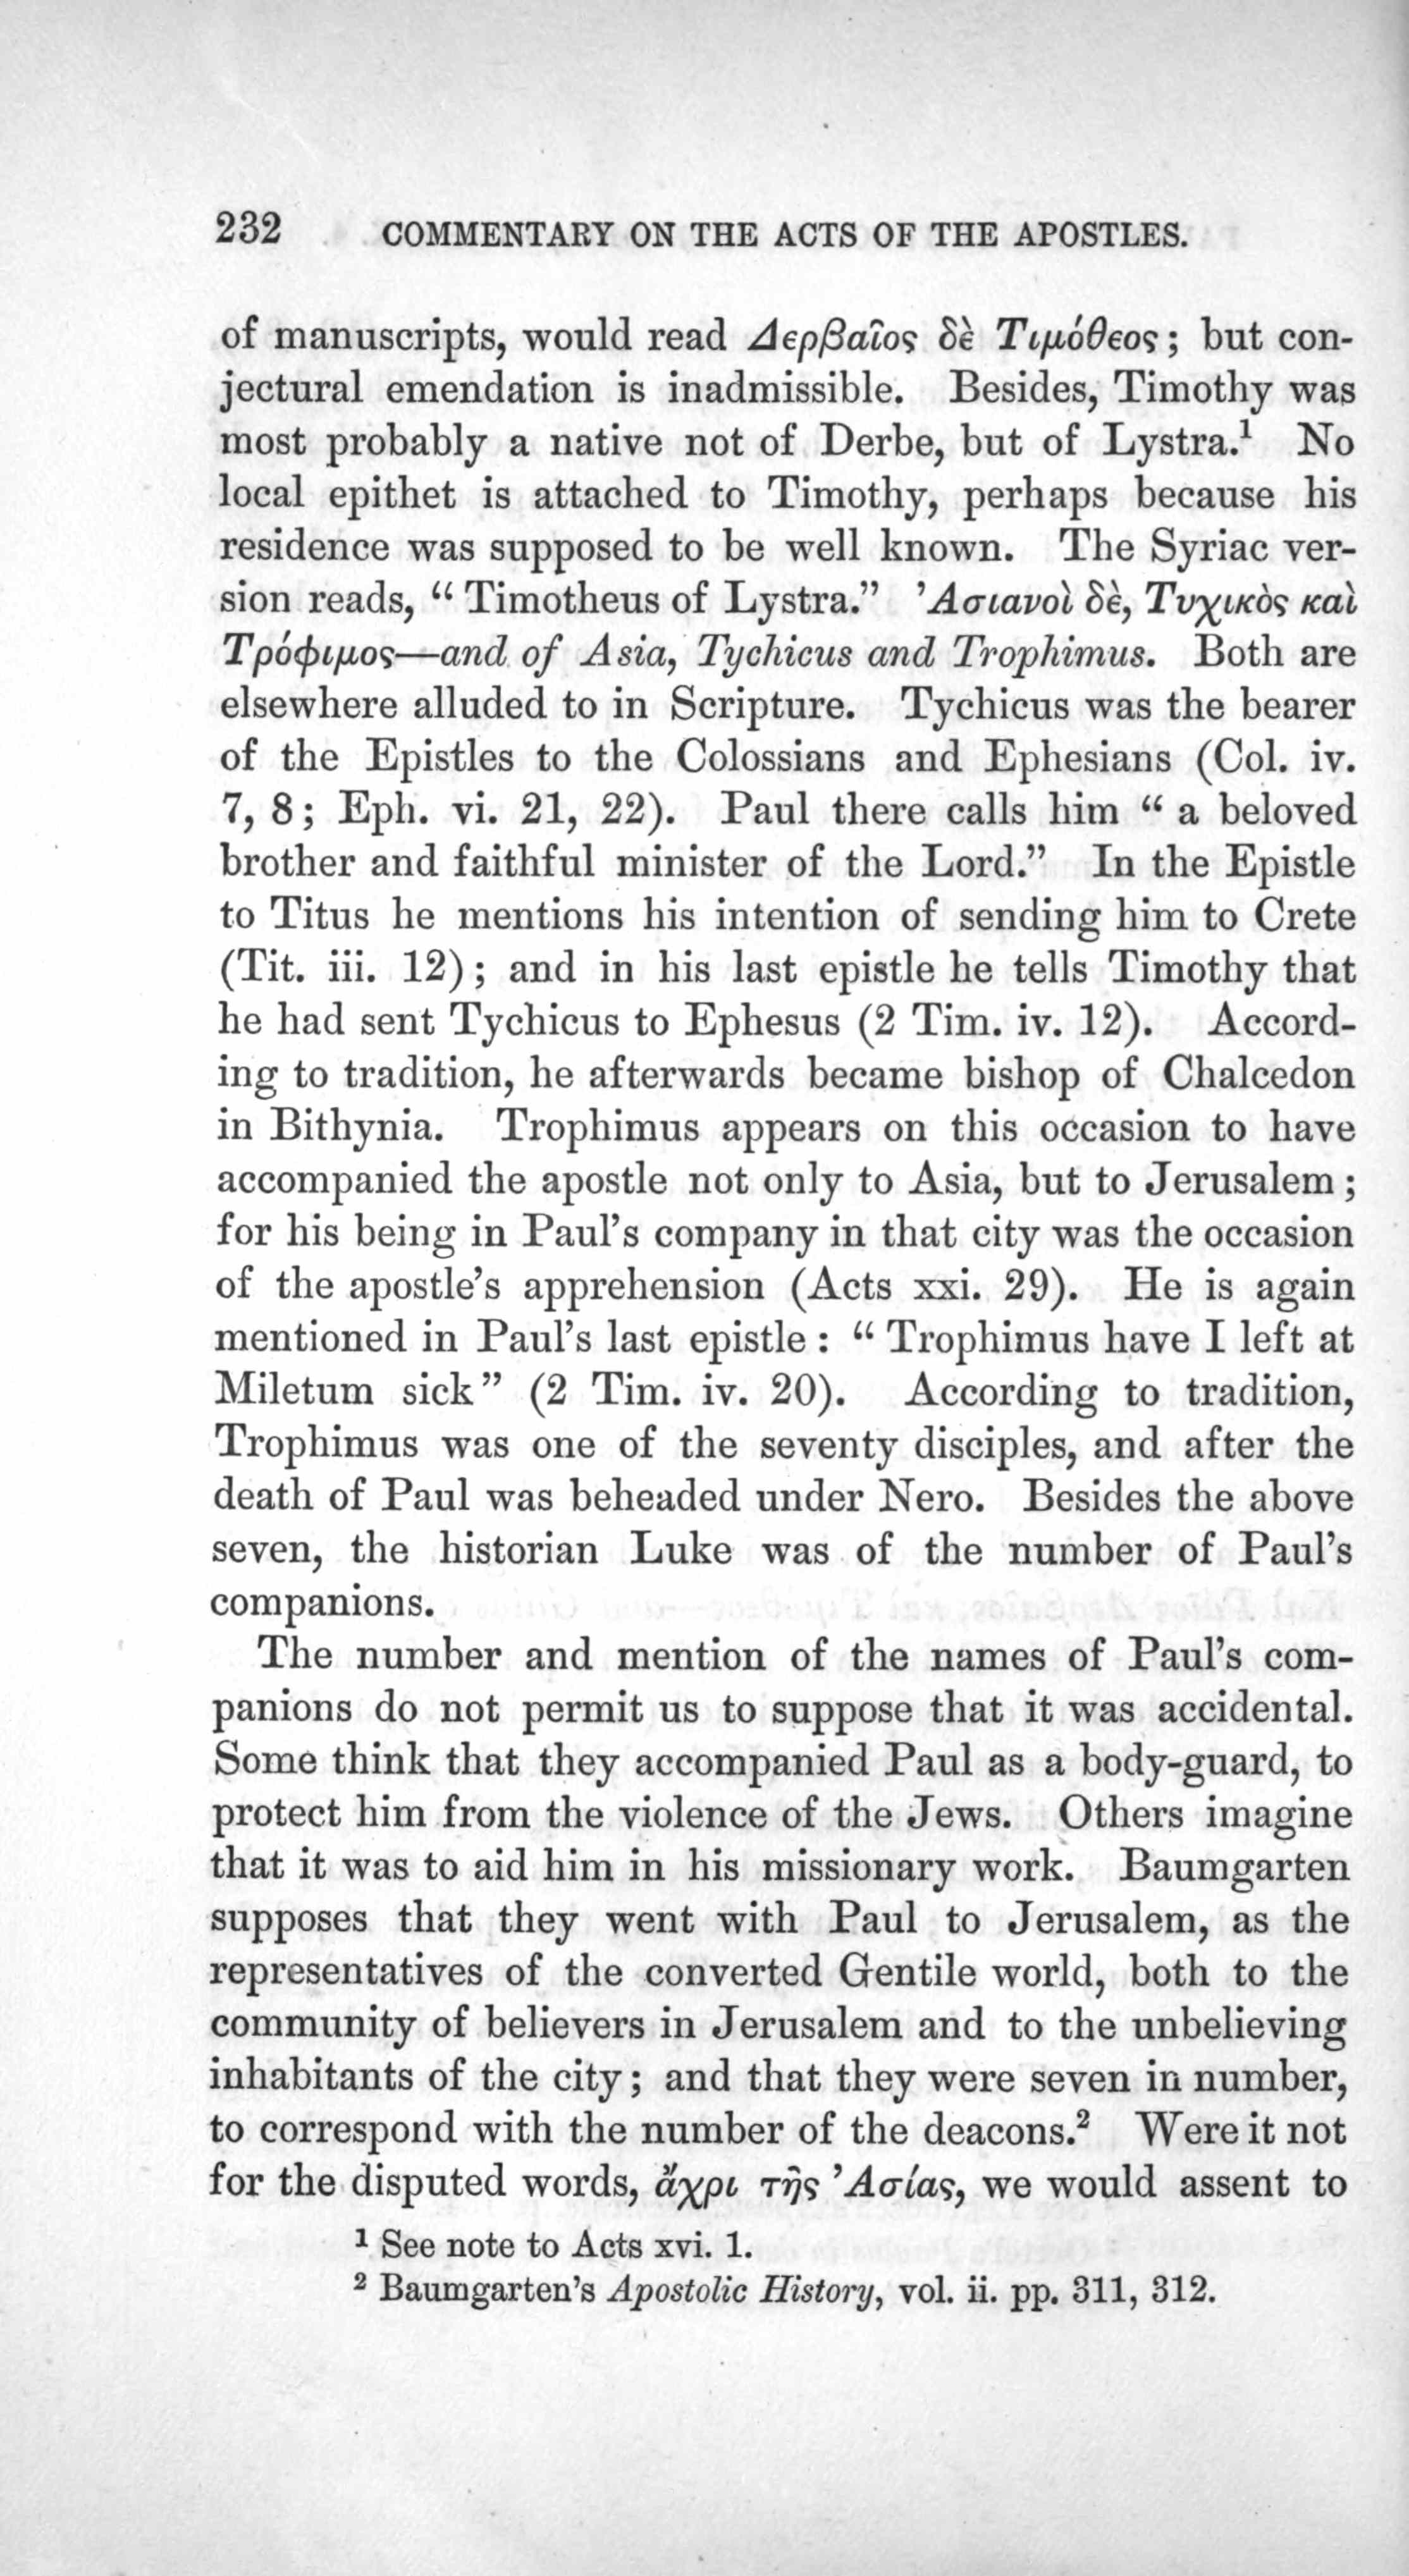 232 COMMENTARY ON THE ACTS OF THE APOSTLES.
of manuscripts, would read Δερβαῖος δὲ Τιμόθεος; but con-
jectural emendation is inadmissible. Besides, Timothy was
most probably a native not of Derbe, but of Lystra.¹ No
local epithet is attached to Timothy, perhaps because his
residence was supposed to be well known. The Syriac ver-
sion reads, “Timotheus of Lystra.” ’Ασιανοὶ δὲ, Τυχικὸς καὶ
Τρόφιμος—and of Asia, Tychicus and Trophimus. Both are
elsewhere alluded to in Scripture. Tychicus was the bearer
of the Epistles to the Colossians and Ephesians (Col. iv.
7, 8; Eph. vi. 21, 22). Paul there calls him “a beloved
brother and faithful minister of the Lord.” In the Epistle
to Titus he mentions his intention of sending him to Crete
(Tit. iii. 12); and in his last epistle he tells Timothy that
he had sent Tychicus to Ephesus (2 Tim. iv. 12). Accord-
ing to tradition, he afterwards became bishop of Chalcedon
in Bithynia. Trophimus appears on this occasion to have
accompanied the apostle not only to Asia, but to Jerusalem;
for his being in Paul’s company in that city was the occasion
of the apostle’s apprehension (Acts xxi. 29). He is again
mentioned in Paul’s last epistle: “Trophimus have I left at
Miletum sick” (2 Tim. iv. 20). According to tradition,
Trophimus was one of the seventy disciples, and after the
death of Paul was beheaded under Nero. Besides the above
seven, the historian Luke was of the number of Paul’s
companions.
The number and mention of the names of Paul’s com-
panions do not permit us to suppose that it was accidental.
Some think that they accompanied Paul as a body-guard, to
protect him from the violence of the Jews. Others imagine
that it was to aid him in his missionary work. Baumgarten
supposes that they went with Paul to Jerusalem, as the
representatives of the converted Gentile world, both to the
community of believers in Jerusalem and to the unbelieving
inhabitants of the city; and that they were seven in number,
to correspond with the number of the deacons.² Were it not
for the disputed words, ἄχρι τῆς ’Ασίας, we would assent to
¹ See note to Acts xvi. 1.
² Baumgarten’s Apostolic History, vol. ii. pp. 311, 312.